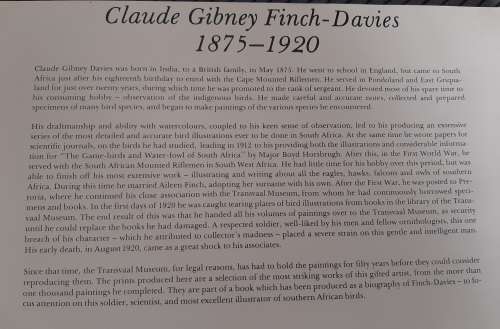 Claude Gibney Finch-Davies
1875–1920
Claude Gibney Davies was born in India, to a British family, in May 1875. He went to school in England, but came to South
Africa just after his eighteenth birthday to enrol with the Cape Mounted Riflemen. He served in Pondoland and East Griqua-
land for just over twenty years, during which time he was promoted to the rank of sergeant. He devoted most of his spare time to
his consuming hobby – observation of the indigenous birds. He made careful and accurate notes, collected and prepared
specimens of many bird species, and began to make paintings of the various species he encountered.
His draftmanship and ability with watercolours, coupled to his keen sense of observation, led to his producing an extensive
series of the most detailed and accurate bird illustrations ever to be done in South Africa. At the same time he wrote papers for
scientific journals, on the birds he had studied, leading in 1912 to his providing both the illustrations and considerable informa-
tion for "The Game-birds and Water-fowl of South Africa" by Major Boyd Horsbrugh. After this, in the First World War, he
served with the South African Mounted Riflemen in South West Africa. He had little time for his hobby over this period, but was
able to finish off his most extensive work – illustrating and writing about all the eagles, hawks, falcons and owls of southern
Africa. During this time he married Aileen Finch, adopting her surname with his own. After the First War, he was posted to Pre-
toria, where he continued his close association with the Transvaal Museum, from whom he had continuously borrowed speci-
mens and books. In the first days of 1920 he was caught tearing plates of bird illustrations from books in the library of the Trans-
vaal Museum. The end result of this was that he handed all his volumes of paintings over to the Transvaal Museum, as security
until he could replace the books he had damaged. A respected soldier, well-liked by his men and fellow ornithologists, this one
breach of his character – which he attributed to collector's madness – placed a severe strain on this gentle and intelligent man.
His early death, in August 1920, came as a great shock to his associates.
Since that time, the Transvaal Museum, for legal reasons, has had to hold the paintings for fifty years before they could consider
reproducing them. The prints produced here are a selection of the most striking works of this gifted artist, from the more than
one thousand paintings he completed. They are part of a book which has been produced as a biography of Finch-Davies – to fo-
cus attention on this soldier, scientist, and most excellent illustrator of southern African birds.